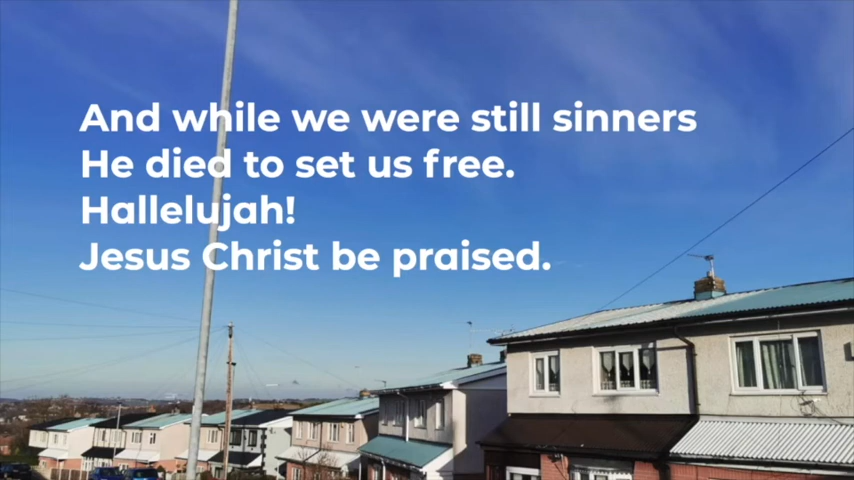 And while we were still sinners
He died to set us free.
Hallelujah!
Jesus Christ be praised.